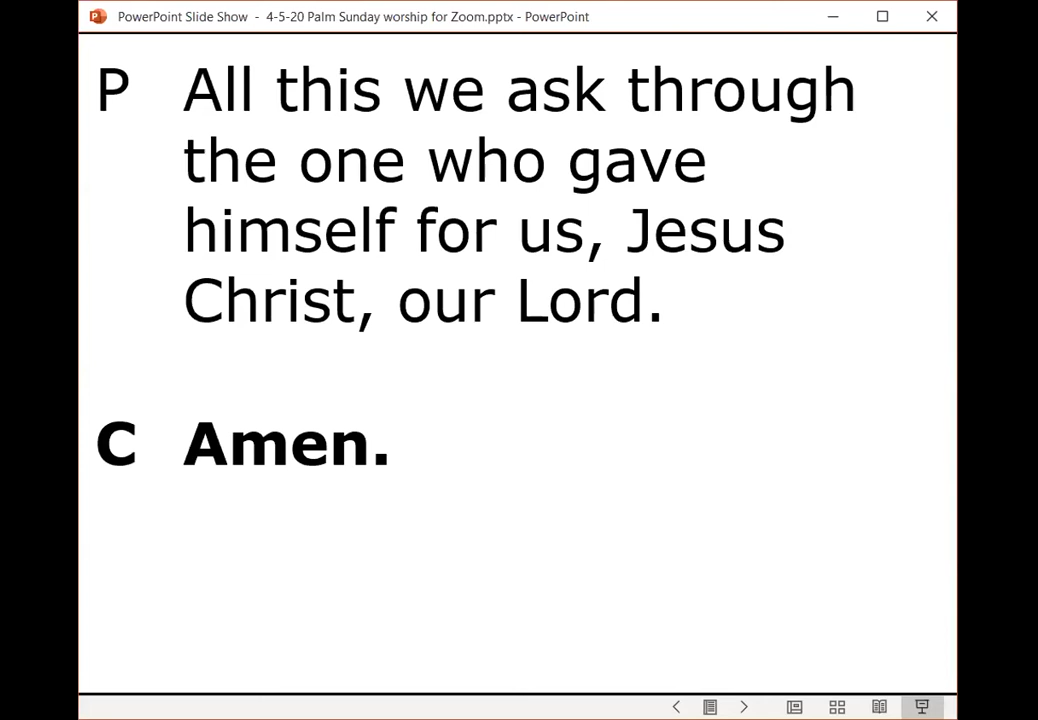 PowerPoint Slide Show - 4-5-20 Palm Sunday worship for Zoom.pptx - PowerPoint
P All this we ask through
the one who gave
himself for us, Jesus
Christ, our Lord.
C Amen.